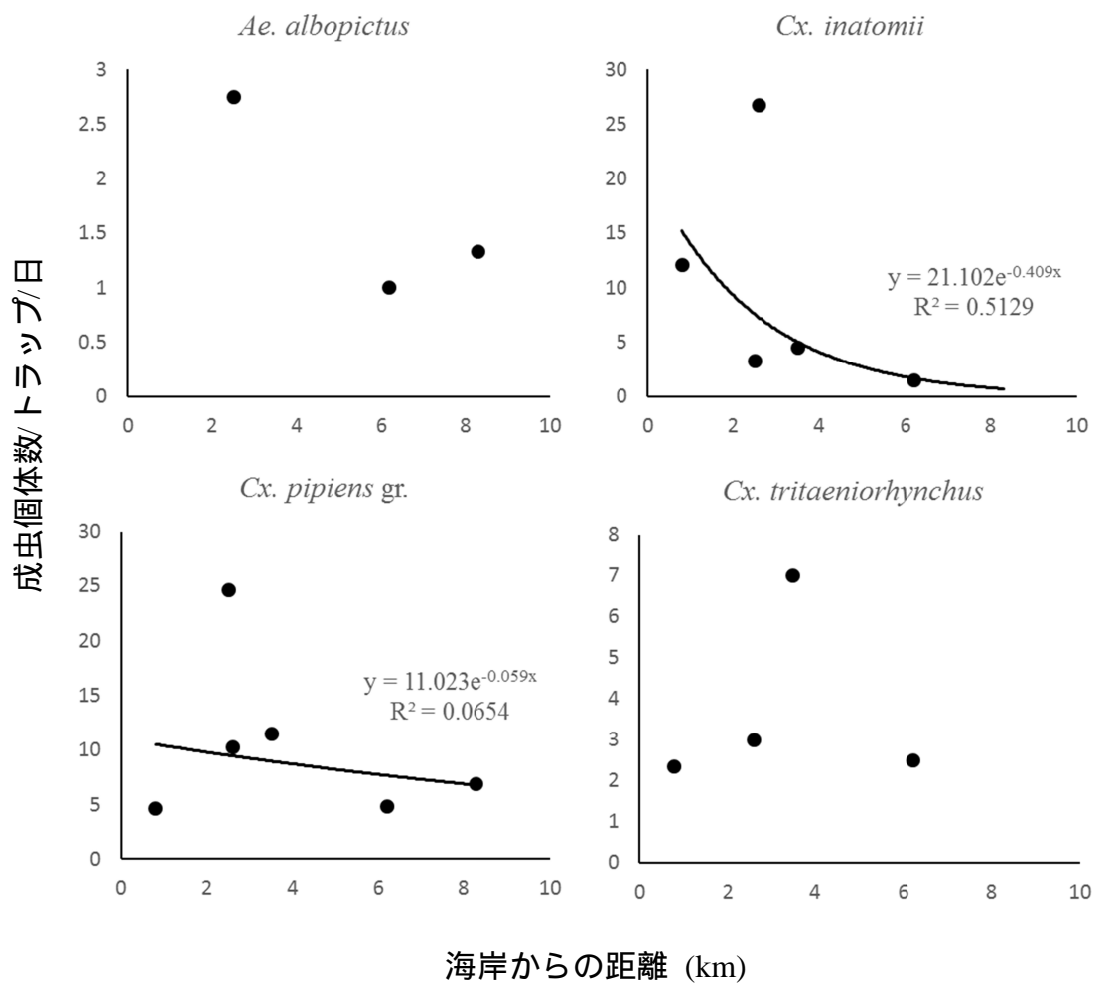 成虫個体数/トラップ/日
Ae. albopictus
3
2.5
2
1.5
1
0.5
0
0 2 4 6 8 10
Cx. inatomii
30
25
20
15
10
5
0
y = 21.102e^-0.409x
R² = 0.5129
0 2 4 6 8 10
Cx. pipiens gr.
30
25
20
15
10
5
0
y = 11.023e^-0.059x
R² = 0.0654
0 2 4 6 8 10
Cx. tritaeniorhynchus
8
7
6
5
4
3
2
1
0
0 2 4 6 8 10
海岸からの距離 (km)